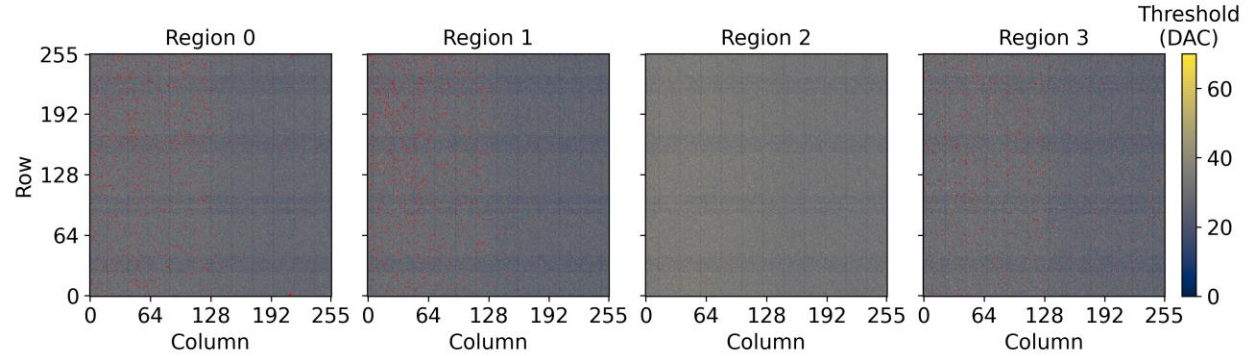 Threshold
(DAC)
Region 0
Region 1
Region 2
Region 3
255
192
128
64
0
Row
60
40
20
0
0 64 128 192 255
0 64 128 192 255
0 64 128 192 255
0 64 128 192 255
Column
Column
Column
Column